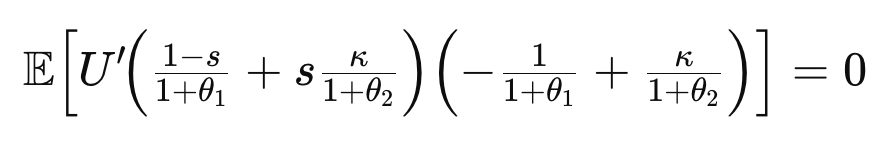 𝔼[U′((1−s)/(1+θ₁) + s κ/(1+θ₂))(−1/(1+θ₁) + κ/(1+θ₂))] = 0